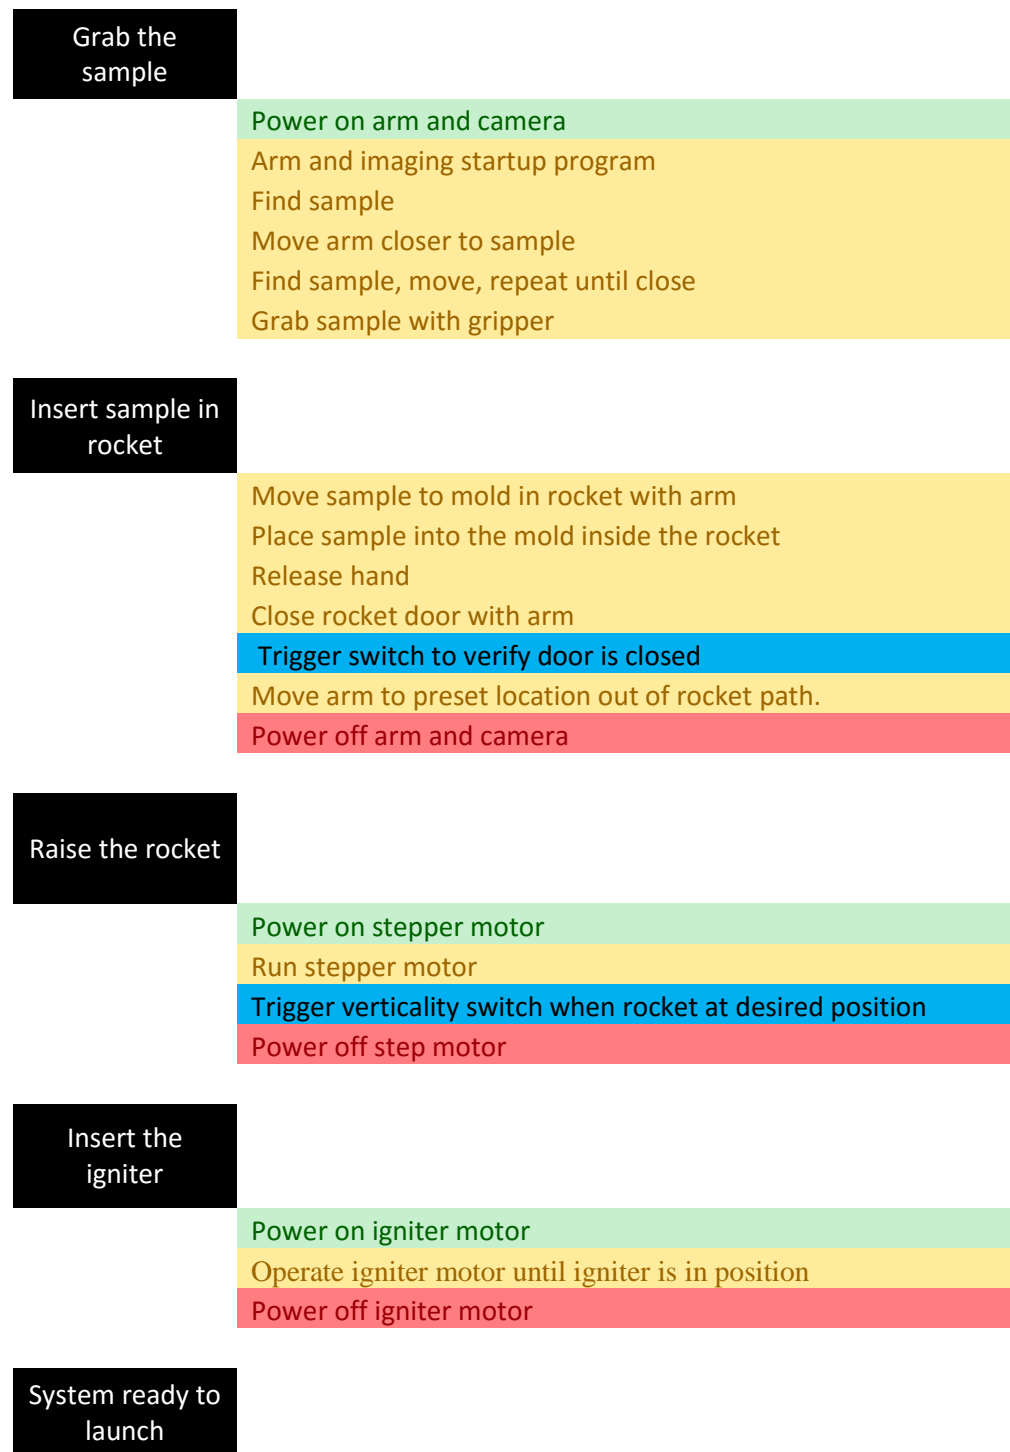 Grab the
sample
Power on arm and camera
Arm and imaging startup program
Find sample
Move arm closer to sample
Find sample, move, repeat until close
Grab sample with gripper
Insert sample in
rocket
Move sample to mold in rocket with arm
Place sample into the mold inside the rocket
Release hand
Close rocket door with arm
Trigger switch to verify door is closed
Move arm to preset location out of rocket path.
Power off arm and camera
Raise the rocket
Power on stepper motor
Run stepper motor
Trigger verticality switch when rocket at desired position
Power off step motor
Insert the
igniter
Power on igniter motor
Operate igniter motor until igniter is in position
Power off igniter motor
System ready to
launch